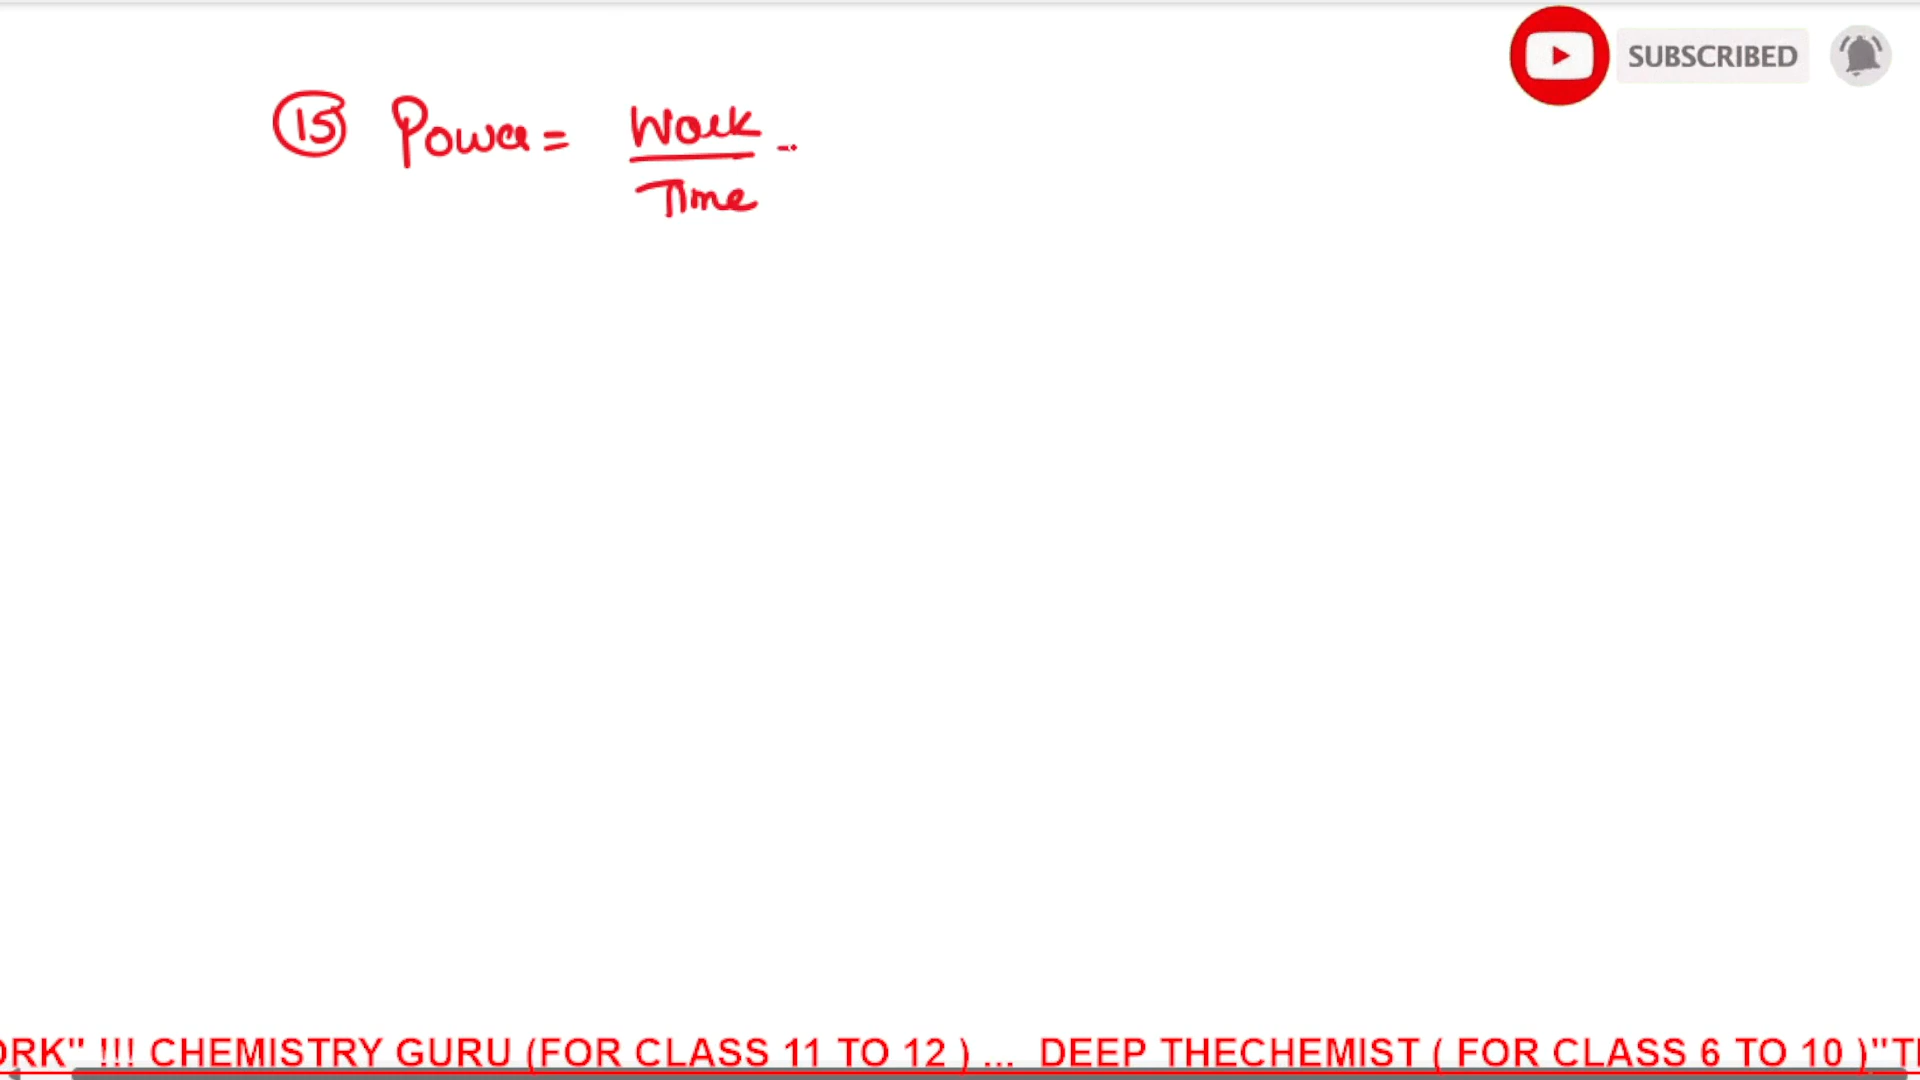 SUBSCRIBED
15 Power = Work
Time
ORK" !!! CHEMISTRY GURU (FOR CLASS 11 TO 12 ) ... DEEP THECHEMIST ( FOR CLASS 6 TO 10 )"